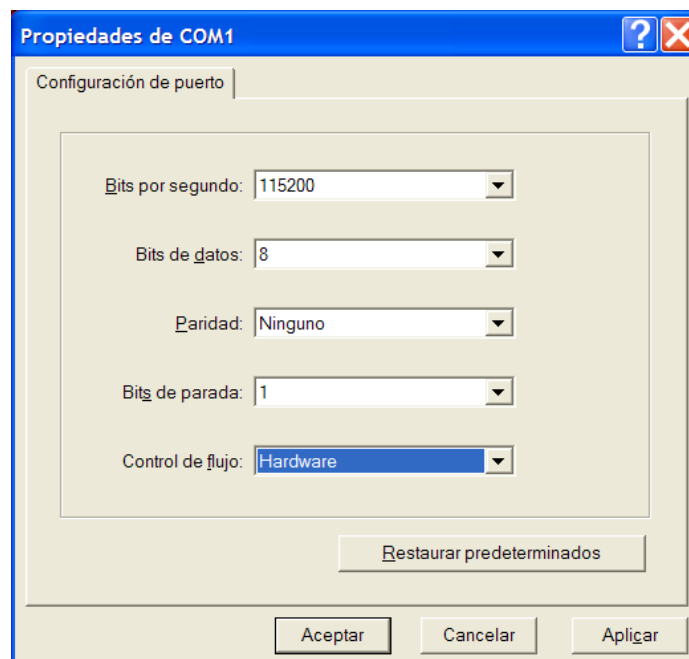 Propiedades de COM1
Configuración de puerto
Bits por segundo: 115200
Bits de datos: 8
Paridad: Ninguno
Bits de parada: 1
Control de flujo: Hardware
Restaurar predeterminados
Aceptar Cancelar Aplicar